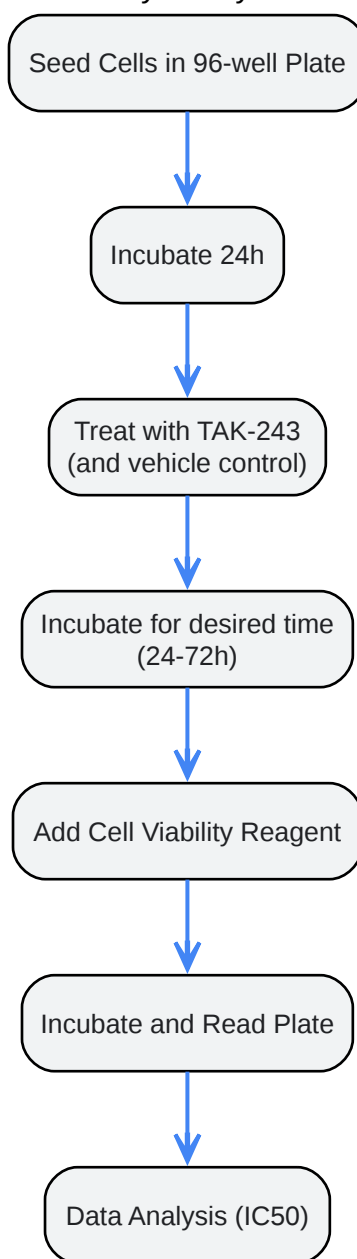 Seed Cells in 96-well Plate
Incubate 24h
Treat with TAK-243
(and vehicle control)
Incubate for desired time
(24-72h)
Add Cell Viability Reagent
Incubate and Read Plate
Data Analysis (IC50)